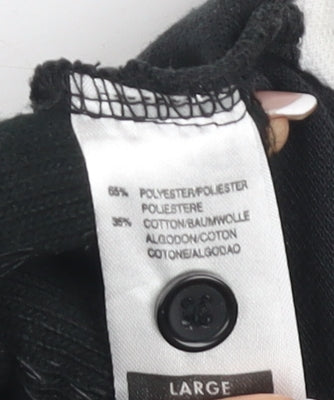 65% POLYESTER/POLIESTER
POLIESTERE
35% COTTON/BAUMWOLLE
ALGODON/COTON
COTONE/ALGODAO
LARGE